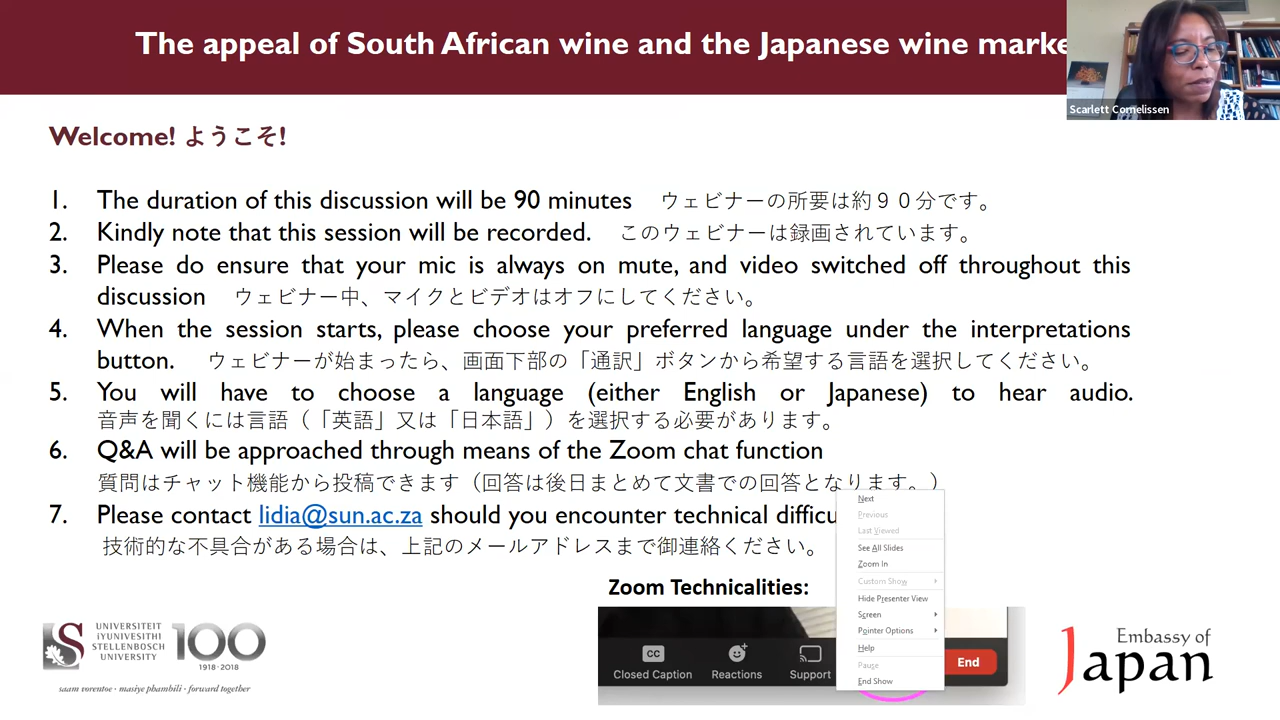 The appeal of South African wine and the Japanese wine marke
Scarlett Cornelissen
Welcome! ようこそ!
1. The duration of this discussion will be 90 minutes ウェビナーの所要は約９０分です。
2. Kindly note that this session will be recorded. このウェビナーは録画されています。
3. Please do ensure that your mic is always on mute, and video switched off throughout this
discussion ウェビナー中、マイクとビデオはオフにしてください。
4. When the session starts, please choose your preferred language under the interpretations
button. ウェビナーが始まったら、画面下部の「通訳」ボタンから希望する言語を選択してください。
5. You will have to choose a language (either English or Japanese) to hear audio.
音声を聞くには言語（「英語」又は「日本語」）を選択する必要があります。
6. Q&A will be approached through means of the Zoom chat function
質問はチャット機能から投稿できます（回答は後日まとめて文書での回答となります。）
7. Please contact lidia@sun.ac.za should you encounter technical difficu
技術的な不具合がある場合は、上記のメールアドレスまで御連絡ください。
Next
Previous
Last Viewed
See All Slides
Zoom In
Custom Show
Hide Presenter View
Screen
Pointer Options
Help
Pause
End Show
Zoom Technicalities:
CC
Closed Caption
Reactions
Support
End
UNIVERSITEIT
iYUNIVESITHI
STELLENBOSCH
UNIVERSITY
100
1918·2018
saam vorentoe · masiye phambili · forward together
Embassy of
Japan